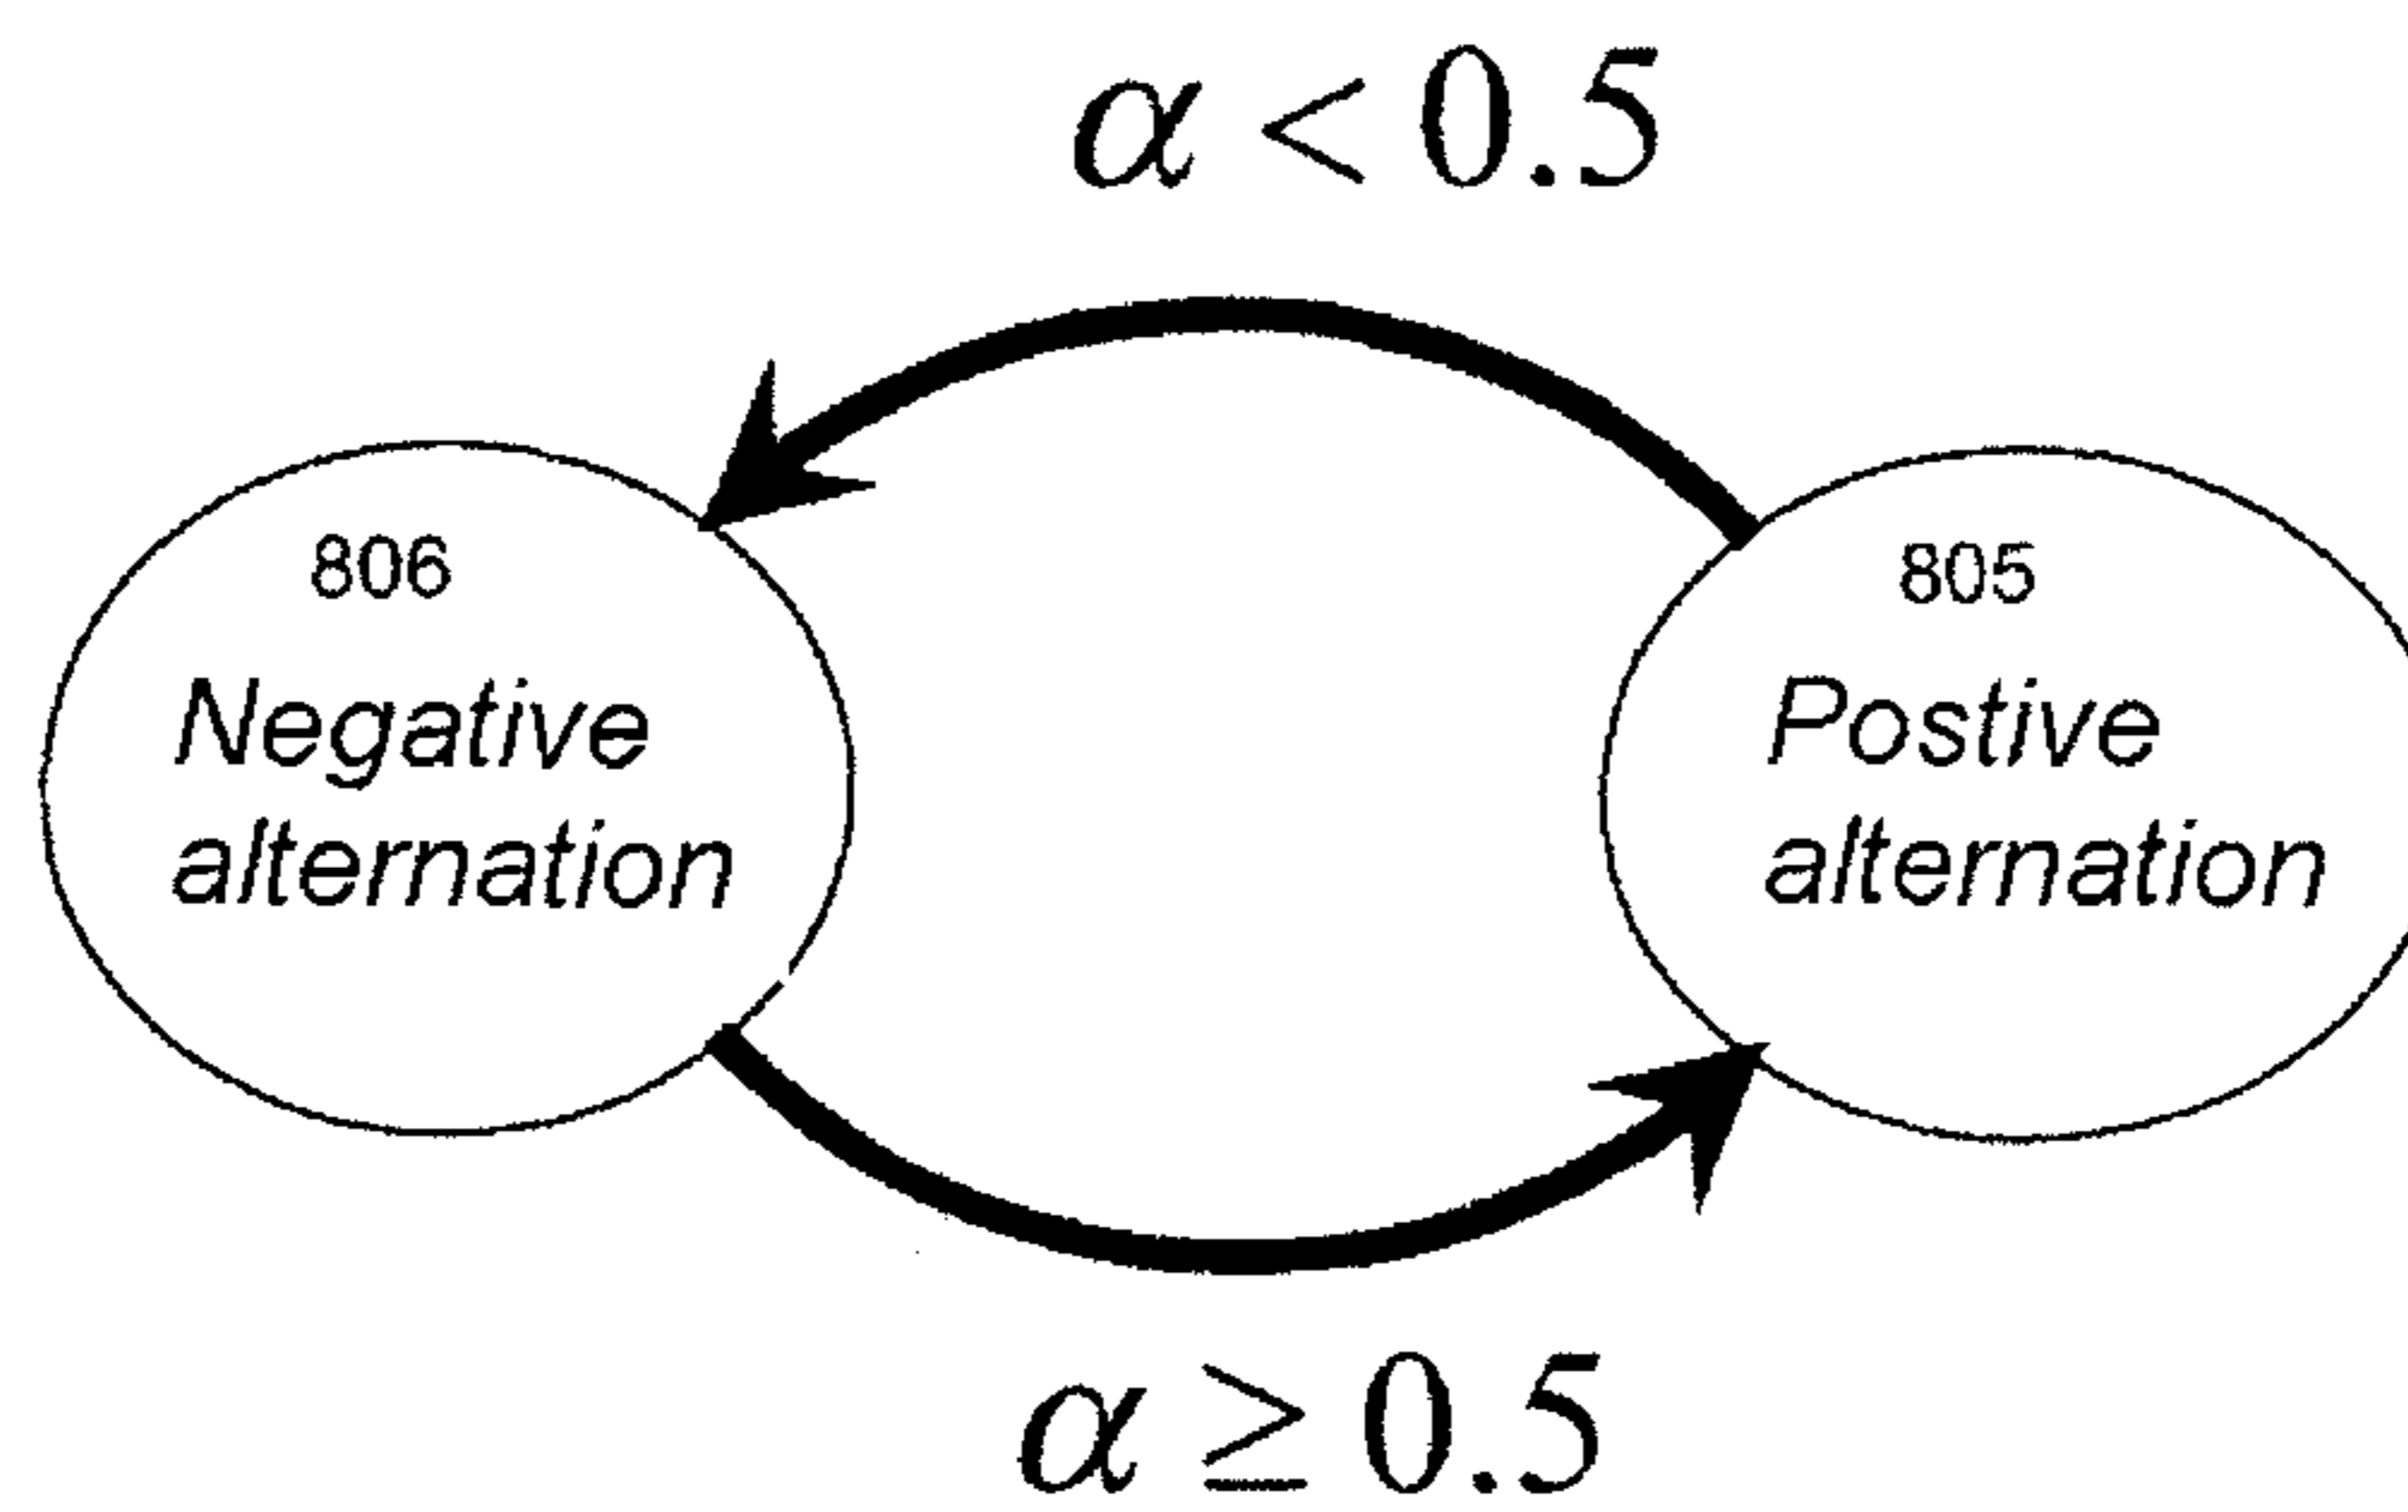 α < 0.5
806
Negative
alternation
805
Postive
alternation
α ≥ 0.5